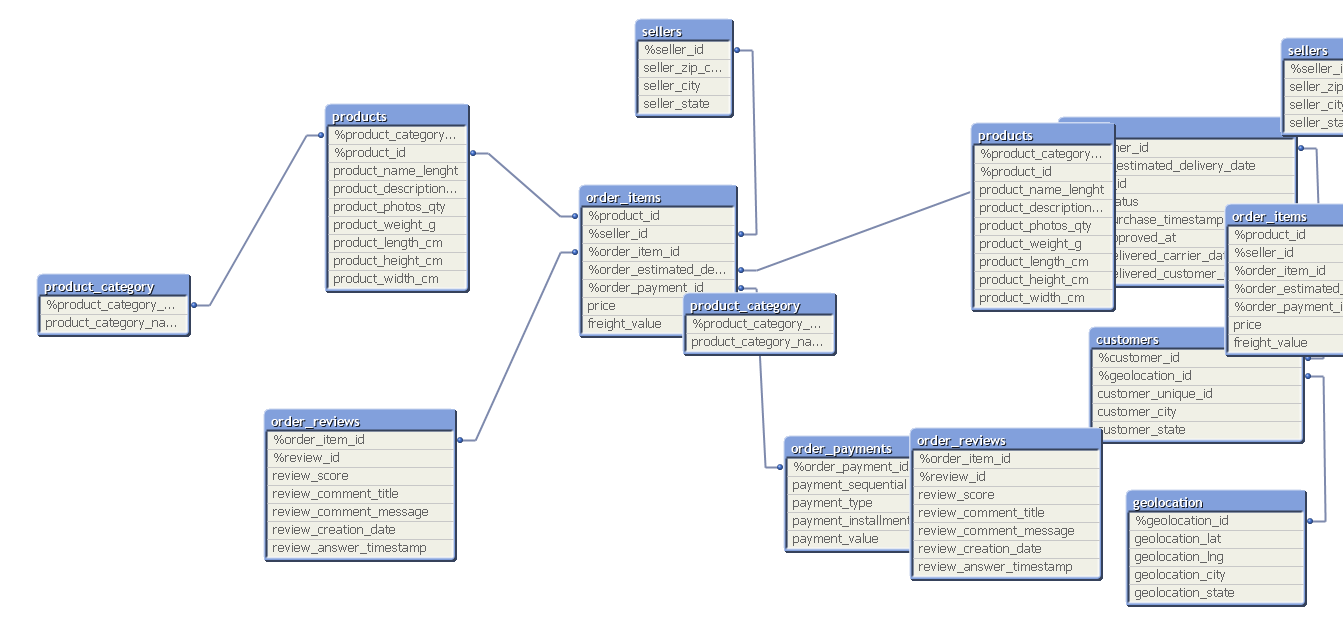 sellers
%seller_id
seller_zip_c...
seller_city
seller_state
products
%product_category...
%product_id
product_name_lenght
product_description...
product_photos_qty
product_weight_g
product_length_cm
product_height_cm
product_width_cm
product_category
%product_category_...
product_category_na...
order_items
%product_id
%seller_id
%order_item_id
%order_estimated_de...
%order_payment_id
price
freight_value
product_category
%product_category_...
product_category_na...
order_reviews
%order_item_id
%review_id
review_score
review_comment_title
review_comment_message
review_creation_date
review_answer_timestamp
order_payments
%order_payment_id
payment_sequential
payment_type
payment_installment
payment_value
order_reviews
%order_item_id
%review_id
review_score
review_comment_title
review_comment_message
review_creation_date
review_answer_timestamp
products
%product_category...
%product_id
product_name_lenght
product_description...
product_photos_qty
product_weight_g
product_length_cm
product_height_cm
product_width_cm
er_id
estimated_delivery_date
_id
atus
urchase_timestamp
proved_at
elivered_carrier_da
elivered_customer_
sellers
%seller_i
seller_zip
seller_city
seller_sta
order_items
%product_id
%seller_id
%order_item_id
%order_estimated_
%order_payment_i
price
freight_value
customers
%customer_id
%geolocation_id
customer_unique_id
customer_city
customer_state
geolocation
%geolocation_id
geolocation_lat
geolocation_lng
geolocation_city
geolocation_state